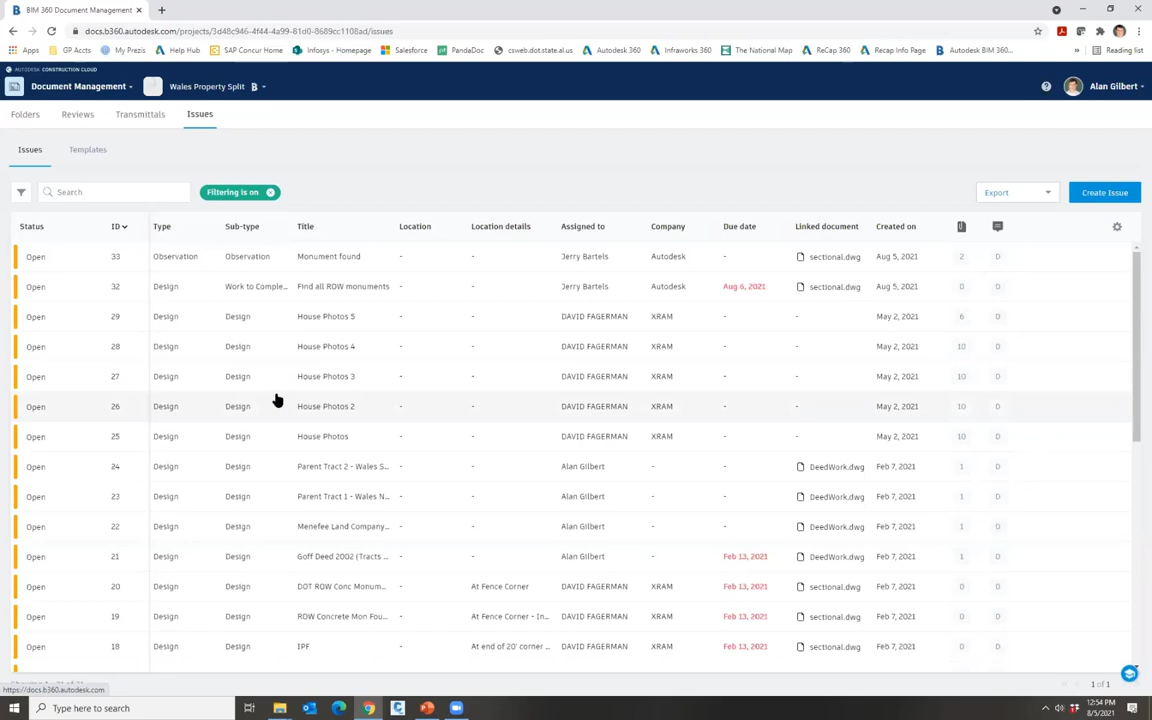 BIM 360 Document Management
docs.b360.autodesk.com/projects/3d48c946-4f44-4a99-81d0-8689cc1108ad/issues
Apps GP Accts My Prezis Help Hub SAP Concur Home Infosys - Homepage Salesforce PandaDoc csweb.dot.state.al.us Autodesk 360 Infraworks 360 The National Map ReCap 360 Recap Info Page Autodesk BIM 360... » Reading list
AUTODESK CONSTRUCTION CLOUD
Document Management Wales Property Split B Alan Gilbert
Folders Reviews Transmittals Issues
Issues Templates
Search Filtering is on Export Create Issue
Status ID Type Sub-type Title Location Location details Assigned to Company Due date Linked document Created on
Open 33 Observation Observation Monument found - - Jerry Bartels Autodesk - sectional.dwg Aug 5, 2021 2 0
Open 32 Design Work to Comple... Find all ROW monuments - - Jerry Bartels Autodesk Aug 6, 2021 sectional.dwg Aug 5, 2021 0 0
Open 29 Design Design House Photos 5 - - DAVID FAGERMAN XRAM - - May 2, 2021 6 0
Open 28 Design Design House Photos 4 - - DAVID FAGERMAN XRAM - - May 2, 2021 10 0
Open 27 Design Design House Photos 3 - - DAVID FAGERMAN XRAM - - May 2, 2021 10 0
Open 26 Design Design House Photos 2 - - DAVID FAGERMAN XRAM - - May 2, 2021 10 0
Open 25 Design Design House Photos - - DAVID FAGERMAN XRAM - - May 2, 2021 10 0
Open 24 Design Design Parent Tract 2 - Wales S... - - Alan Gilbert - - DeedWork.dwg Feb 7, 2021 1 0
Open 23 Design Design Parent Tract 1 - Wales N... - - Alan Gilbert - - DeedWork.dwg Feb 7, 2021 1 0
Open 22 Design Design Menefee Land Company... - - Alan Gilbert - - DeedWork.dwg Feb 7, 2021 1 0
Open 21 Design Design Goff Deed 2002 (Tracts ... - - Alan Gilbert - Feb 13, 2021 DeedWork.dwg Feb 7, 2021 1 0
Open 20 Design Design DOT ROW Conc Monum... - At Fence Corner DAVID FAGERMAN XRAM Feb 13, 2021 sectional.dwg Feb 7, 2021 0 0
Open 19 Design Design ROW Concrete Mon Fou... - At Fence Corner - In... DAVID FAGERMAN XRAM Feb 13, 2021 sectional.dwg Feb 7, 2021 0 0
Open 18 Design Design IPF - At end of 20' corner ... DAVID FAGERMAN XRAM Feb 13, 2021 sectional.dwg Feb 7, 2021 0 0
1 of 1
https://docs.b360.autodesk.com
Type here to search
12:54 PM
8/5/2021